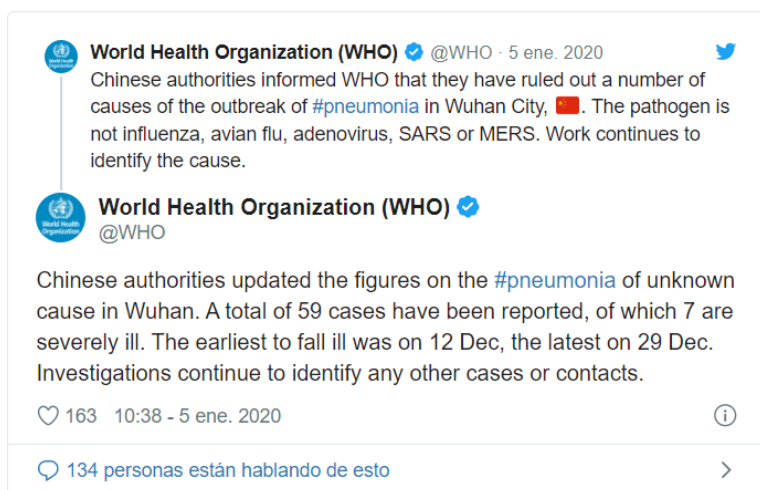 World Health Organization (WHO) @WHO · 5 ene. 2020
Chinese authorities informed WHO that they have ruled out a number of
causes of the outbreak of #pneumonia in Wuhan City, 🇨🇳. The pathogen is
not influenza, avian flu, adenovirus, SARS or MERS. Work continues to
identify the cause.
World Health Organization (WHO)
@WHO
Chinese authorities updated the figures on the #pneumonia of unknown
cause in Wuhan. A total of 59 cases have been reported, of which 7 are
severely ill. The earliest to fall ill was on 12 Dec, the latest on 29 Dec.
Investigations continue to identify any other cases or contacts.
163 10:38 - 5 ene. 2020
134 personas están hablando de esto